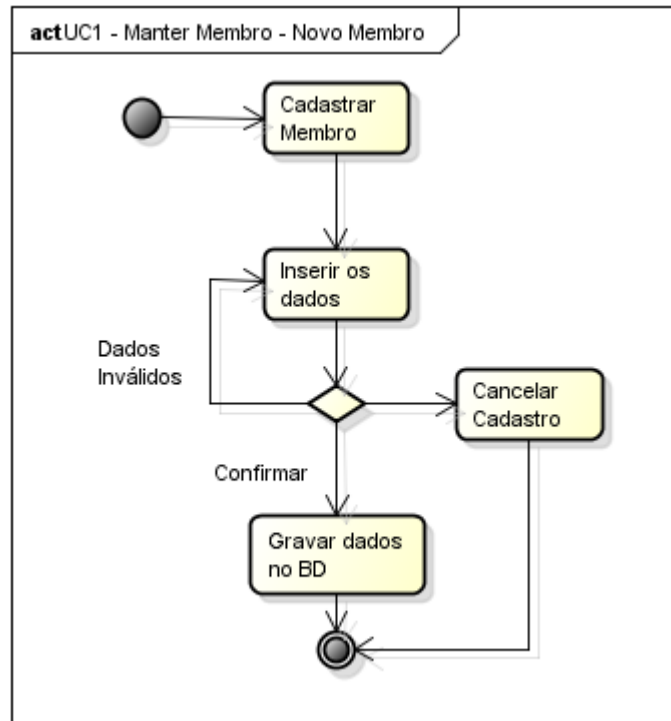 act UC1 - Manter Membro - Novo Membro
Cadastrar
Membro
Inserir os
dados
Dados
Inválidos
Cancelar
Cadastro
Confirmar
Gravar dados
no BD